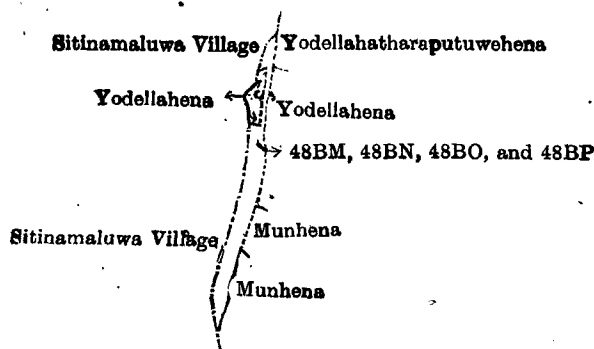 Sitinamaluwa Village Yodellahatharaputuwehena
Yodellahena
Yodellahena
48BM, 48BN, 48BO, and 48BP
Munhena
Sitinamaluwa Village
Munhena